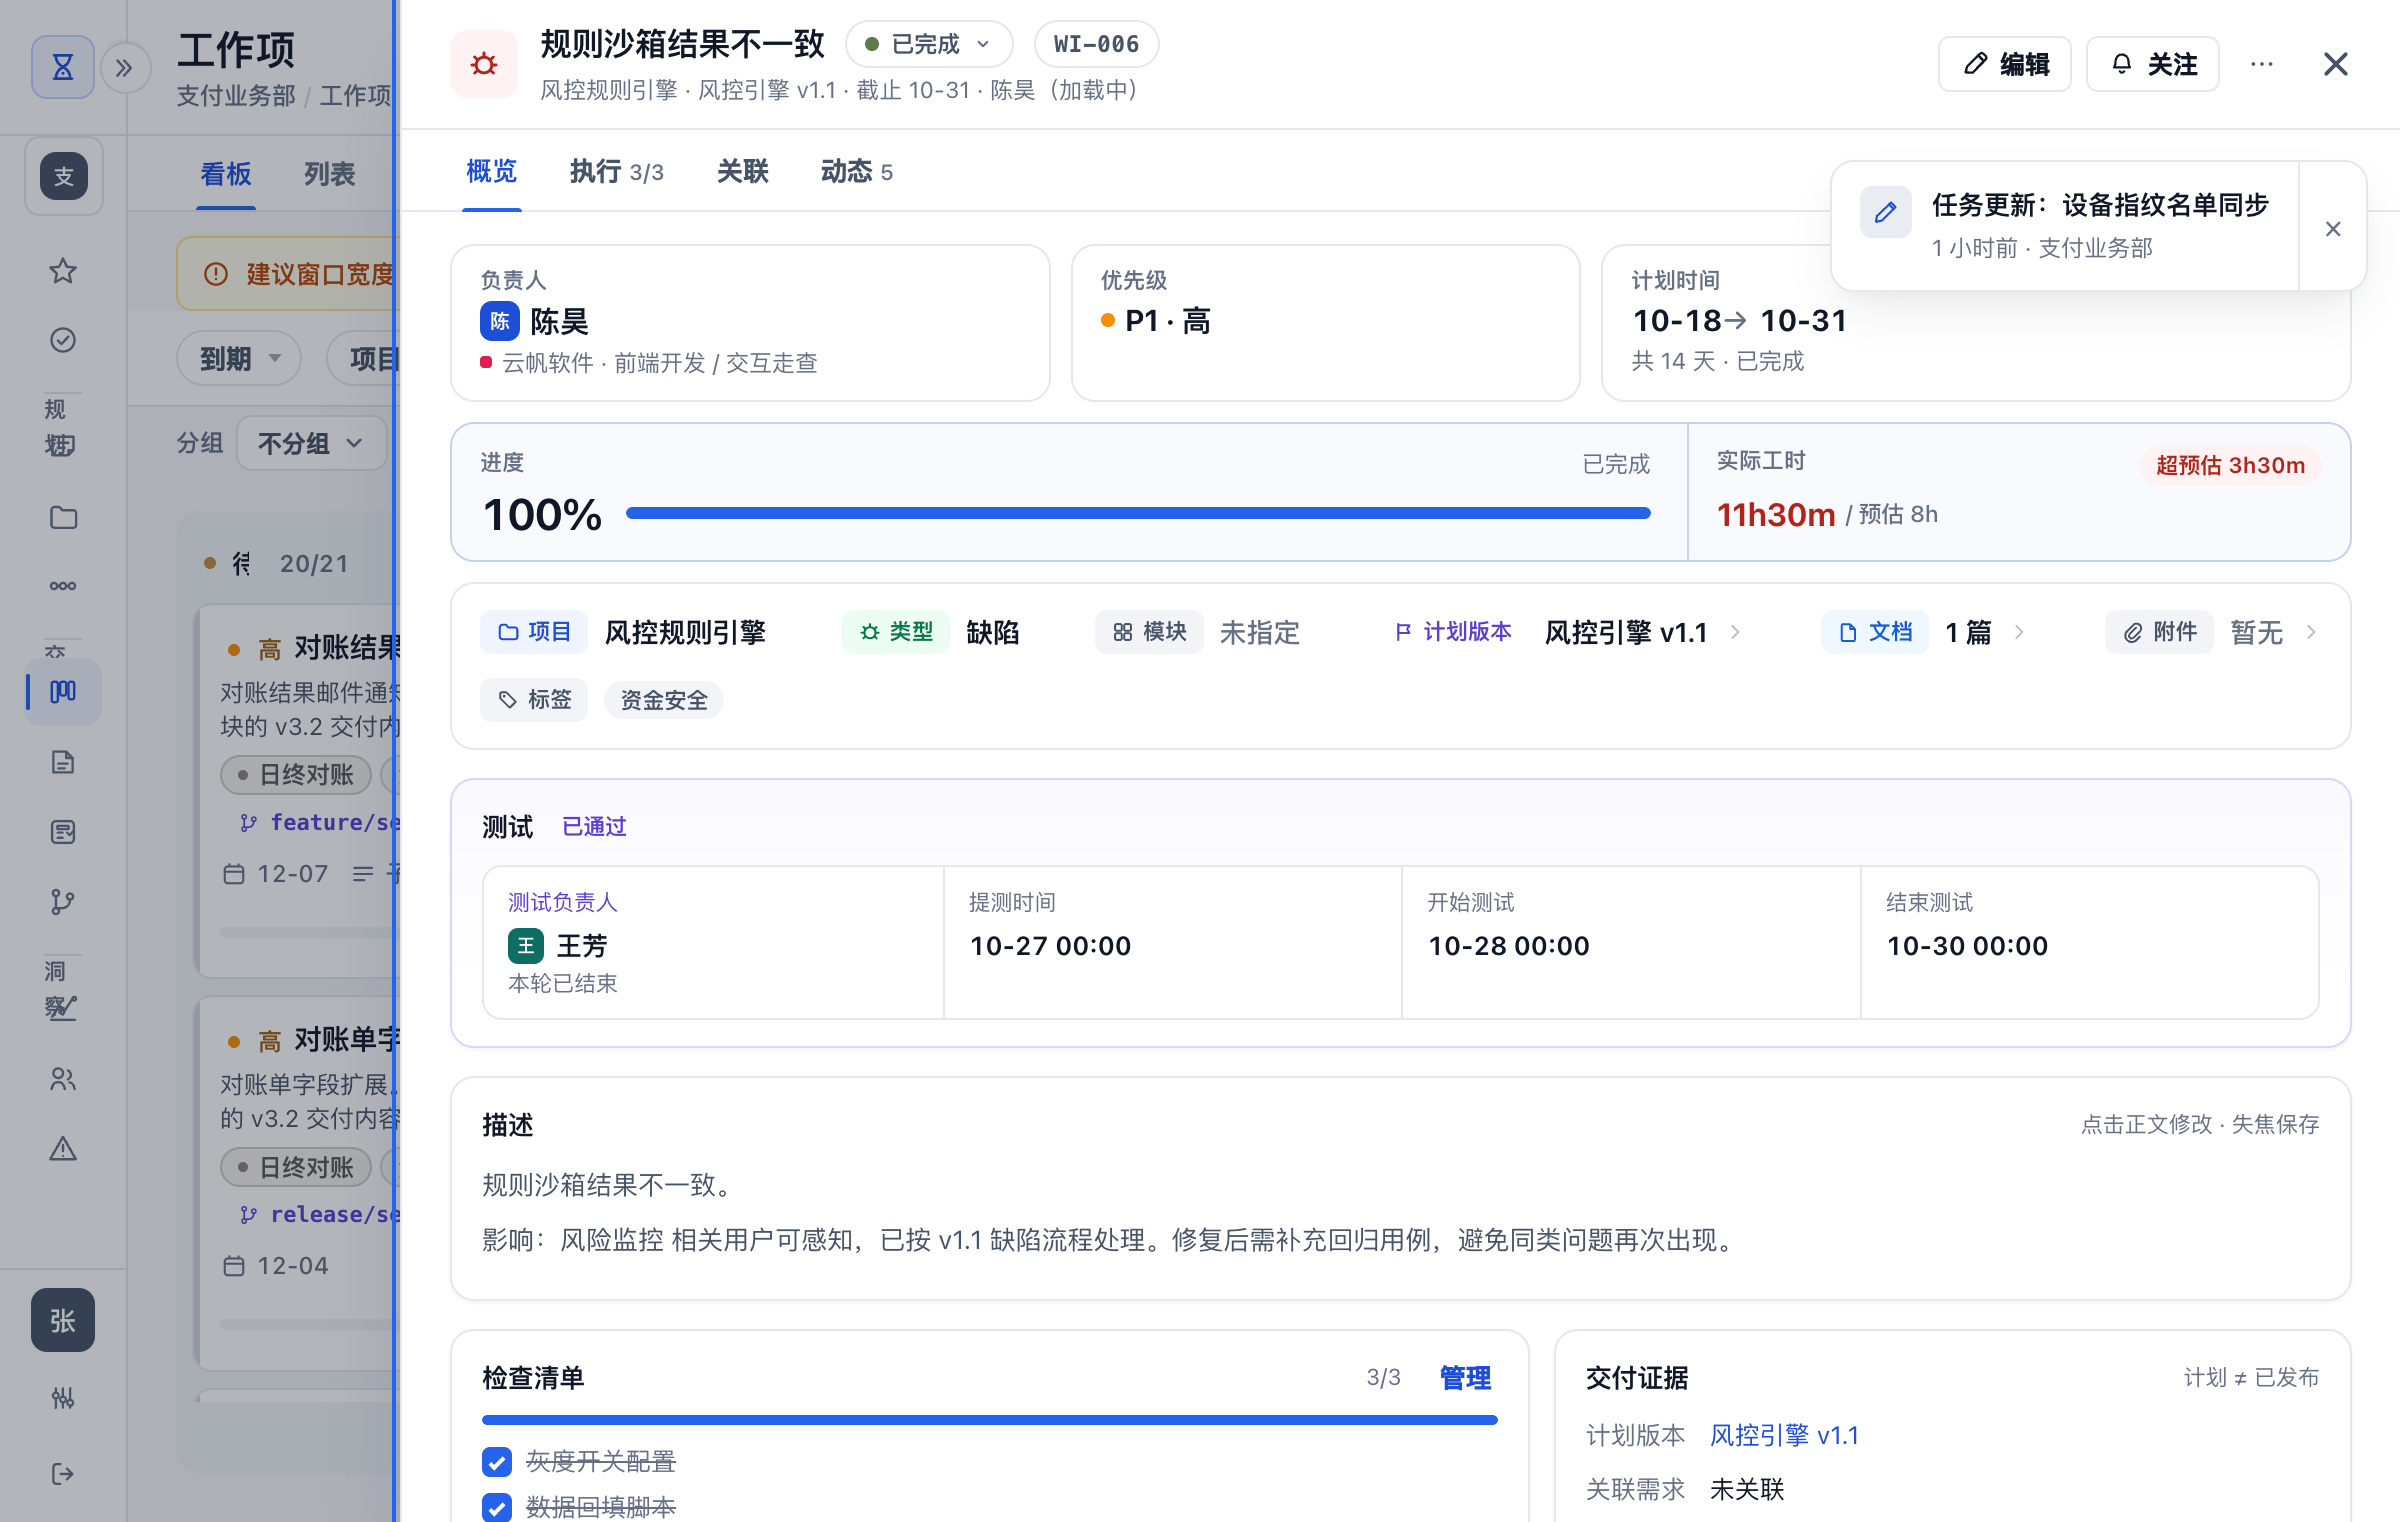 工作项
支付业务部 / 工作项
支
规
划
交
洞
察
张
看板
列表
建议窗口宽度
到期
项目
分组
不分组
20/21
高 对账结果
对账结果邮件通知
块的 v3.2 交付内
日终对账
feature/se
12-07
高 对账单字
对账单字段扩展
的 v3.2 交付内容
日终对账
release/se
12-04
规则沙箱结果不一致
已完成
WI-006
风控规则引擎 · 风控引擎 v1.1 · 截止 10-31 · 陈昊（加载中）
编辑
关注
概览
执行 3/3
关联
动态 5
任务更新：设备指纹名单同步
1 小时前 · 支付业务部
负责人
陈 陈昊
云帆软件 · 前端开发 / 交互走查
优先级
P1 · 高
计划时间
10-18→ 10-31
共 14 天 · 已完成
进度
已完成
100%
实际工时
超预估 3h30m
11h30m / 预估 8h
项目 风控规则引擎
类型 缺陷
模块 未指定
计划版本 风控引擎 v1.1
文档 1 篇
附件 暂无
标签 资金安全
测试 已通过
测试负责人
王 王芳
本轮已结束
提测时间
10-27 00:00
开始测试
10-28 00:00
结束测试
10-30 00:00
描述
点击正文修改 · 失焦保存
规则沙箱结果不一致。
影响：风险监控 相关用户可感知，已按 v1.1 缺陷流程处理。修复后需补充回归用例，避免同类问题再次出现。
检查清单
3/3
管理
灰度开关配置
数据回填脚本
交付证据
计划 ≠ 已发布
计划版本 风控引擎 v1.1
关联需求 未关联